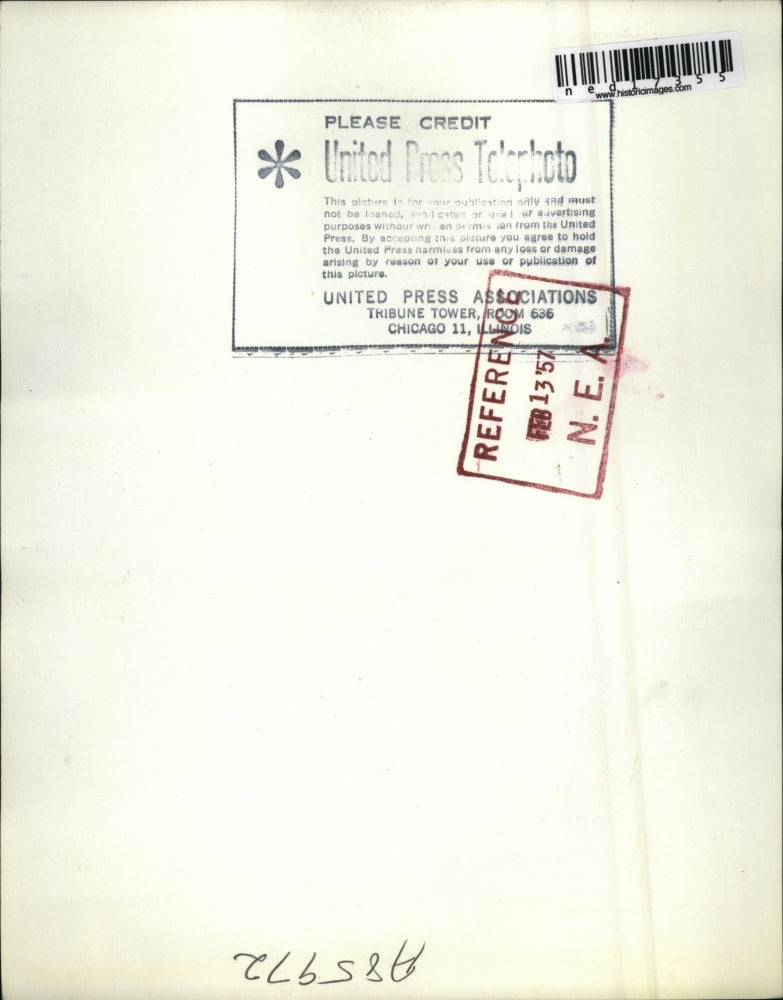 ned17355
www.historicimages.com
PLEASE CREDIT
* United Press Telephoto
This picture is for your publication only and must
not be loaned, syndicated or used for advertising
purposes without written permission from the United
Press. By accepting this picture you agree to hold
the United Press harmless from any loss or damage
arising by reason of your use or publication of
this picture.
UNITED PRESS ASSOCIATIONS
TRIBUNE TOWER, ROOM 636
CHICAGO 11, ILLINOIS
REFERENCE
FEB 13 '57
N. E. A.
A85972